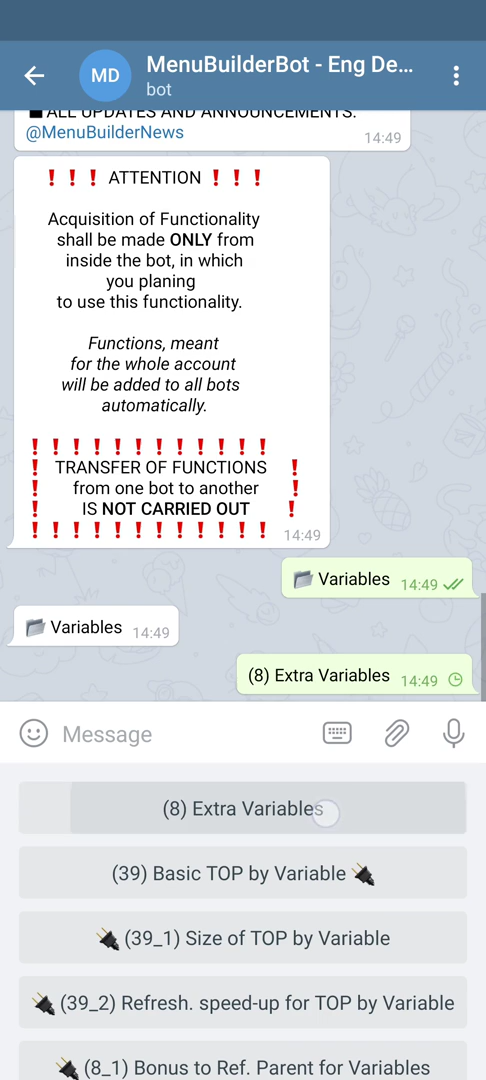 MD
MenuBuilderBot - Eng De...
bot
ALL UPDATES AND ANNOUNCEMENTS:
@MenuBuilderNews
14:49
❗❗❗ ATTENTION ❗❗❗
Acquisition of Functionality
shall be made ONLY from
inside the bot, in which
you planing
to use this functionality.
Functions, meant
for the whole account
will be added to all bots
automatically.
❗❗❗❗❗❗❗❗❗❗❗❗
❗ TRANSFER OF FUNCTIONS ❗
❗ from one bot to another ❗
❗ IS NOT CARRIED OUT ❗
❗❗❗❗❗❗❗❗❗❗❗❗ 14:49
📂 Variables 14:49
📂 Variables 14:49
(8) Extra Variables 14:49
Message
(8) Extra Variables
(39) Basic TOP by Variable 🔌
🔌 (39_1) Size of TOP by Variable
🔌 (39_2) Refresh. speed-up for TOP by Variable
🔌 (8_1) Bonus to Ref. Parent for Variables